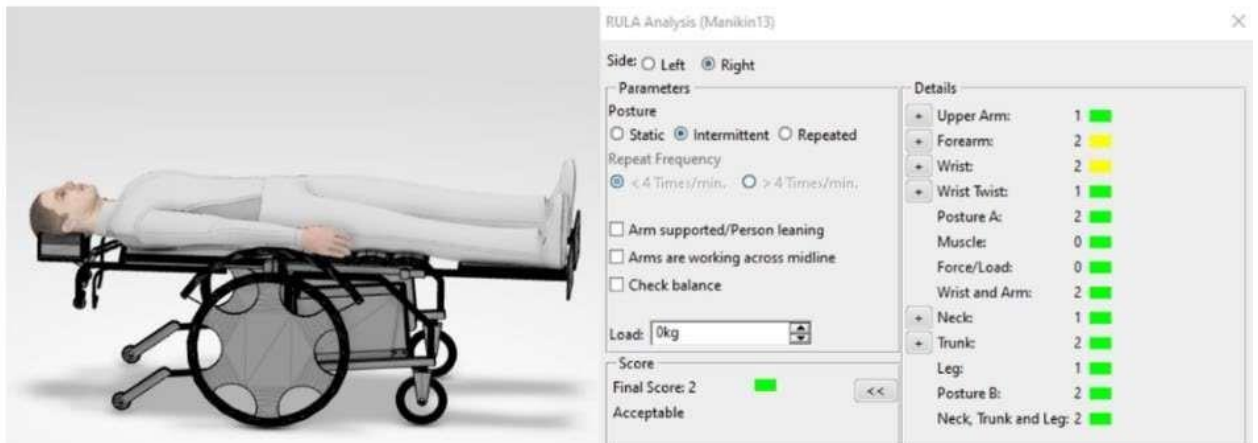 RULA Analysis (Manikin13)
Side: Left Right
Parameters
Posture
Static Intermittent Repeated
Repeat Frequency
< 4 Times/min. > 4 Times/min.
Arm supported/Person leaning
Arms are working across midline
Check balance
Load: 0kg
Score
Final Score: 2
<<
Acceptable
Details
+ Upper Arm: 1
+ Forearm: 2
+ Wrist: 2
+ Wrist Twist: 1
Posture A: 2
Muscle: 0
Force/Load: 0
Wrist and Arm: 2
+ Neck: 1
+ Trunk: 2
Leg: 1
Posture B: 2
Neck, Trunk and Leg: 2